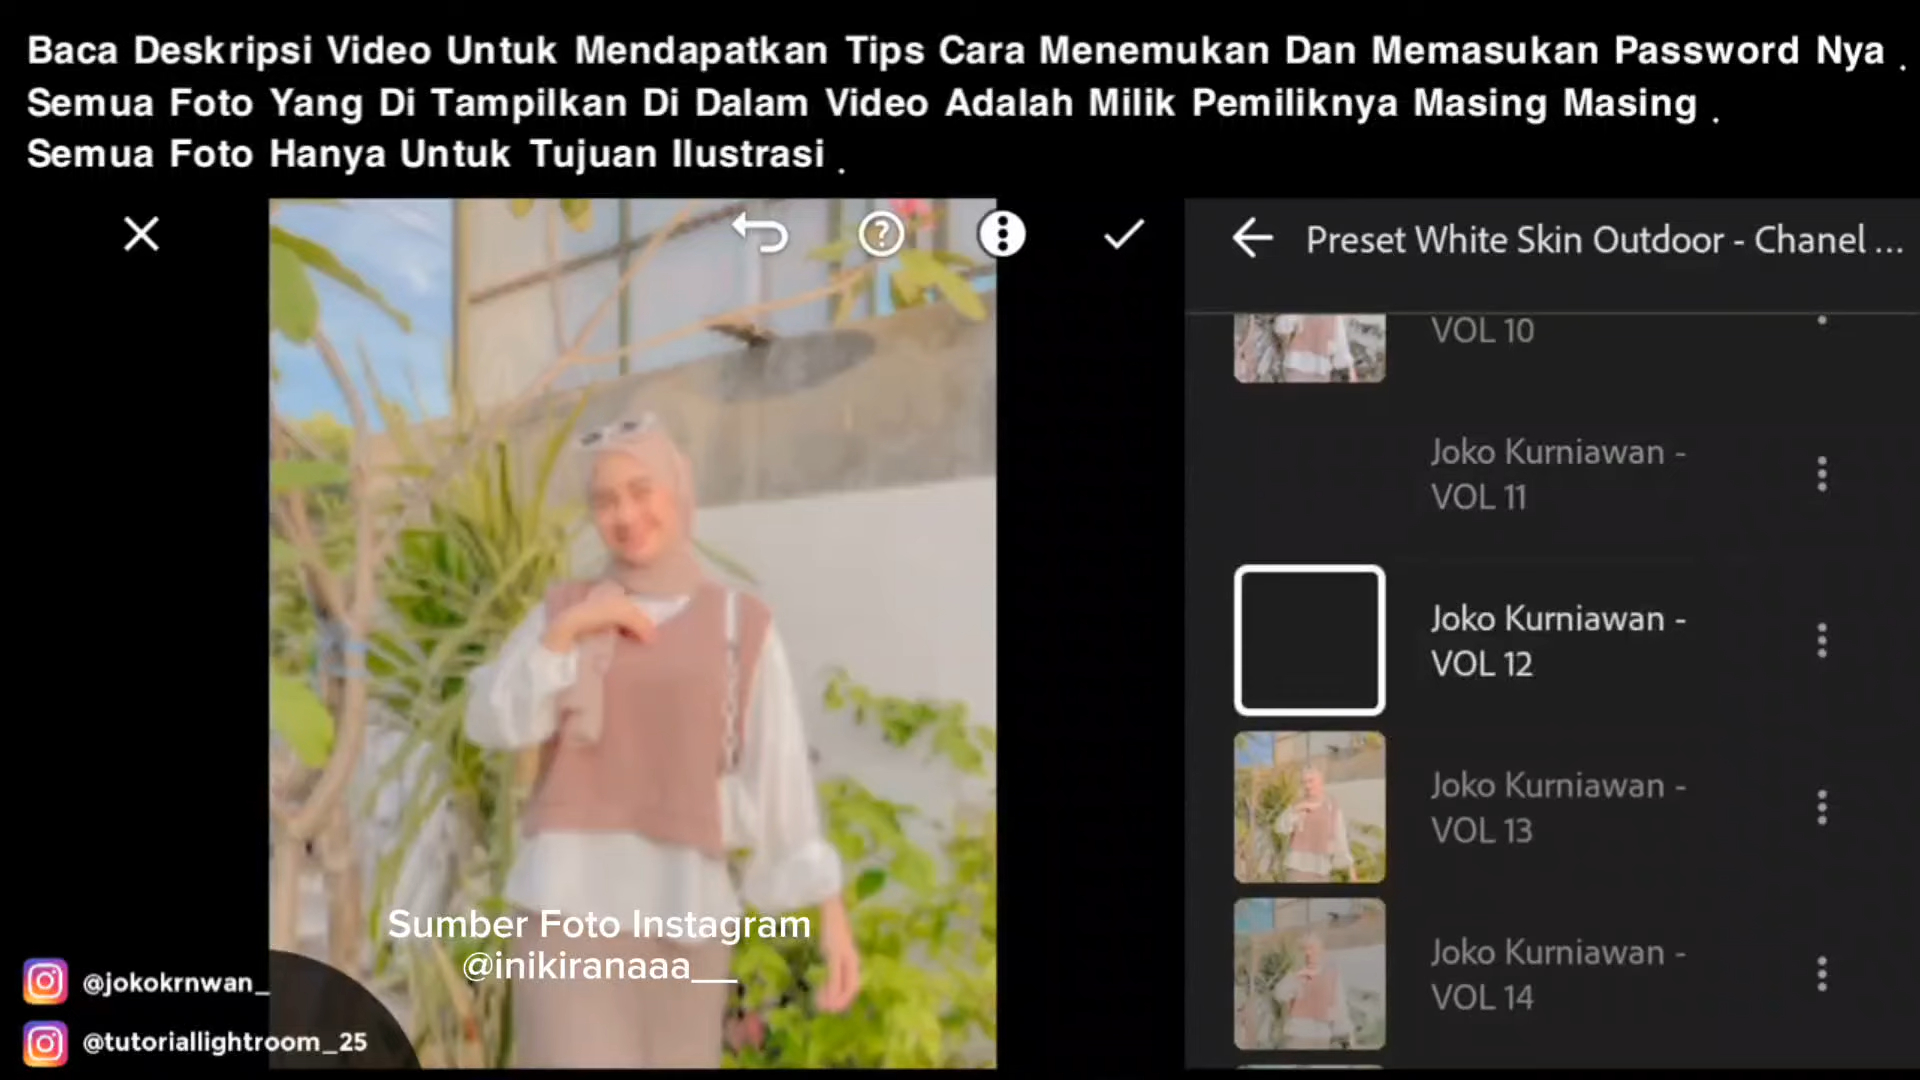 Baca Deskripsi Video Untuk Mendapatkan Tips Cara Menemukan Dan Memasukan Password Nya .
Semua Foto Yang Di Tampilkan Di Dalam Video Adalah Milik Pemiliknya Masing Masing .
Semua Foto Hanya Untuk Tujuan Ilustrasi .
Preset White Skin Outdoor - Chanel ...
VOL 10
Joko Kurniawan -
VOL 11
Joko Kurniawan -
VOL 12
Joko Kurniawan -
VOL 13
Joko Kurniawan -
VOL 14
Sumber Foto Instagram
@inikiranaaa__
@jokokrnwan_
@tutoriallightroom_25